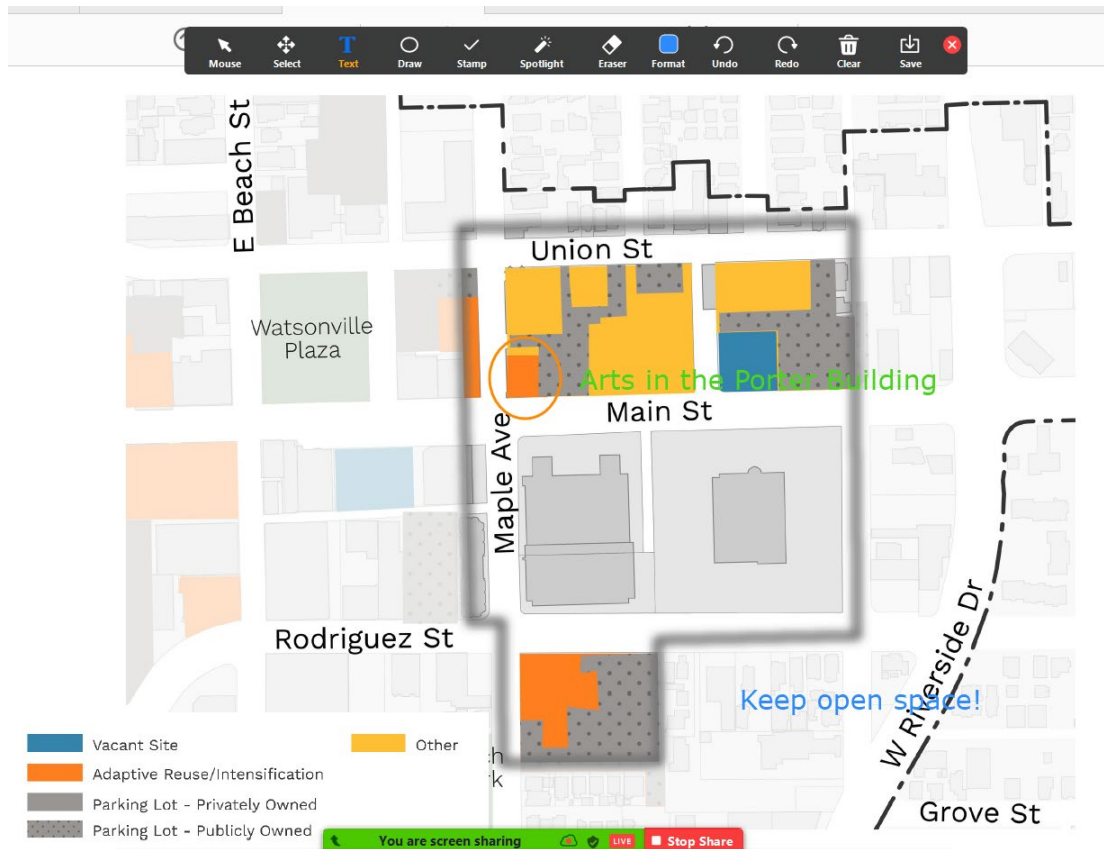 Mouse Select Text Draw Stamp Spotlight Eraser Format Undo Redo Clear Save
T
E Beach St
Union St
Watsonville
Plaza
Arts in the Porter Building
Main St
Maple Ave
Rodriguez St
Keep open space!
W Riverside Dr
Vacant Site
Other
Adaptive Reuse/Intensification
Parking Lot - Privately Owned
Parking Lot - Publicly Owned
Grove St
You are screen sharing LIVE Stop Share